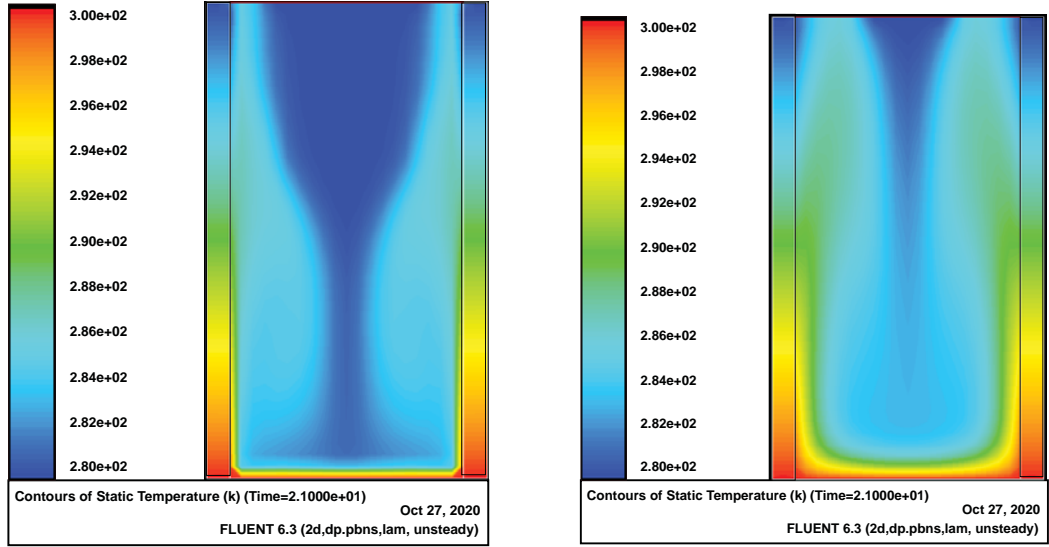 3.00e+02
2.98e+02
2.96e+02
2.94e+02
2.92e+02
2.90e+02
2.88e+02
2.86e+02
2.84e+02
2.82e+02
2.80e+02
Contours of Static Temperature (k) (Time=2.1000e+01)
Oct 27, 2020
FLUENT 6.3 (2d,dp.pbns,lam, unsteady)
3.00e+02
2.98e+02
2.96e+02
2.94e+02
2.92e+02
2.90e+02
2.88e+02
2.86e+02
2.84e+02
2.82e+02
2.80e+02
Contours of Static Temperature (k) (Time=2.1000e+01)
Oct 27, 2020
FLUENT 6.3 (2d,dp.pbns,lam, unsteady)